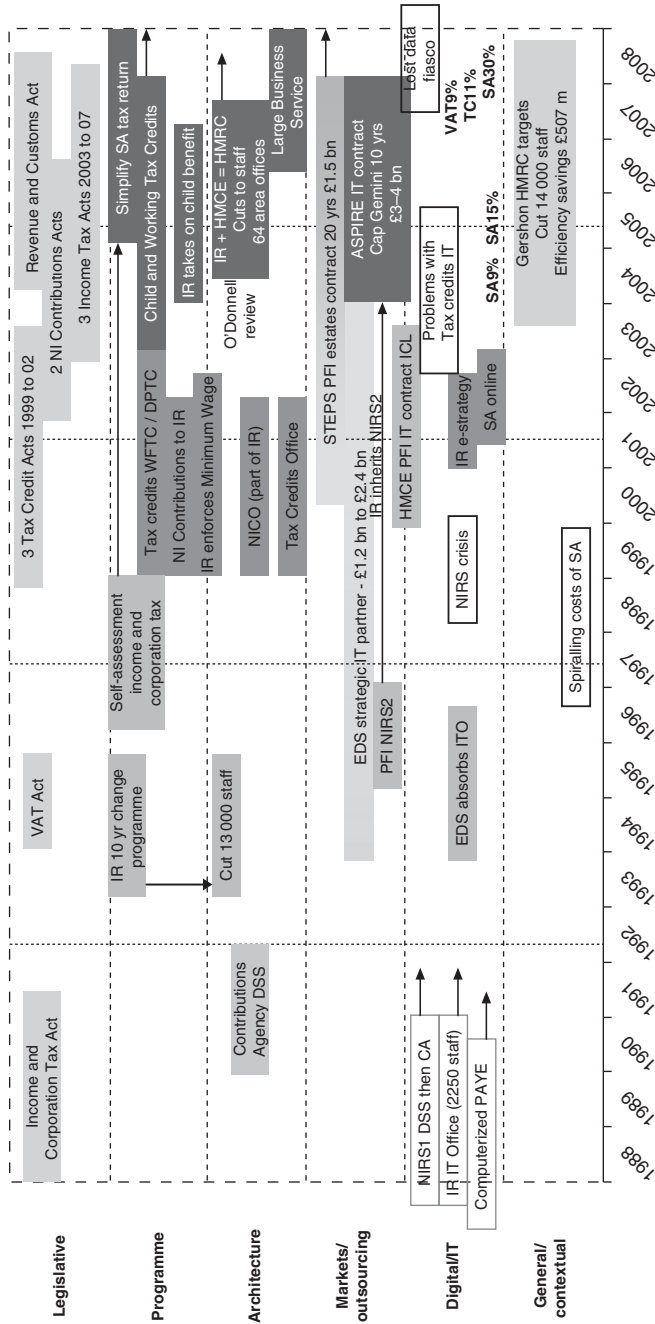 Legislative
Income and
Corporation Tax Act
VAT Act
3 Tax Credit Acts 1999 to 02
Revenue and Customs Act
2 NI Contributions Acts
3 Income Tax Acts 2003 to 07
Programme
IR 10 yr change
programme
Self-assessment
income and
corporation tax
Simplify SA tax return
Tax credits WFTC / DPTC
Child and Working Tax Credits
NI Contributions to IR
IR takes on child benefit
IR enforces Minimum Wage
Architecture
Contributions
Agency DSS
Cut 13 000 staff
NICO (part of IR)
Tax Credits Office
O'Donnell
review
IR + HMCE = HMRC
Cuts to staff
64 area offices
Large Business
Service
Markets/
outsourcing
STEPS PFI estates contract 20 yrs £1.5 bn
EDS strategic IT partner - £1.2 bn to £2.4 bn
PFI NIRS2
IR inherits NIRS2
HMCE PFI IT contract ICL
ASPIRE IT contract
Cap Gemini 10 yrs
£3–4 bn
Digital/IT
NIRS1 DSS then CA
IR IT Office (2250 staff)
Computerized PAYE
EDS absorbs ITO
NIRS crisis
IR e-strategy
SA online
Problems with
Tax credits IT
Lost data
fiasco
SA9%
SA15%
VAT9%
TC11%
SA30%
General/
contextual
Spiralling costs of SA
Gershon HMRC targets
Cut 14 000 staff
Efficiency savings £507 m
1988 1989 1990 1991 1992 1993 1994 1995 1996 1997 1998 1999 2000 2001 2002 2003 2004 2005 2006 2007 2008